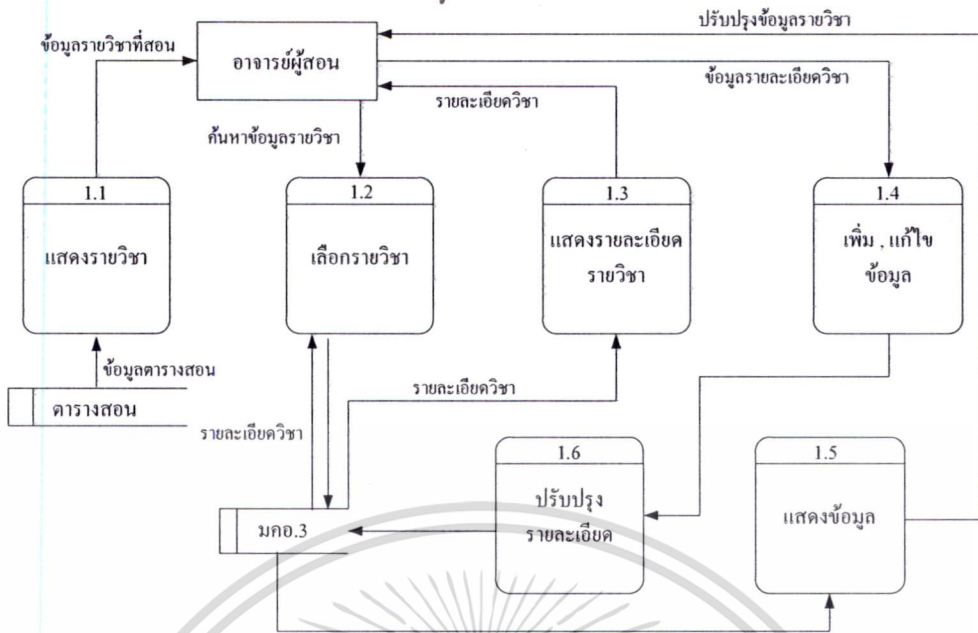 ปรับปรุงข้อมูลรายวิชา
ข้อมูลรายวิชาที่สอน
อาจารย์ผู้สอน
ข้อมูลรายละเอียดวิชา
รายละเอียดวิชา
ค้นหาข้อมูลรายวิชา
1.1
แสดงรายวิชา
1.2
เลือกรายวิชา
1.3
แสดงรายละเอียด
รายวิชา
1.4
เพิ่ม , แก้ไข
ข้อมูล
ข้อมูลตารางสอน
ตารางสอน
รายละเอียดวิชา
รายละเอียดวิชา
1.6
ปรับปรุง
รายละเอียด
1.5
แสดงข้อมูล
มคอ.3